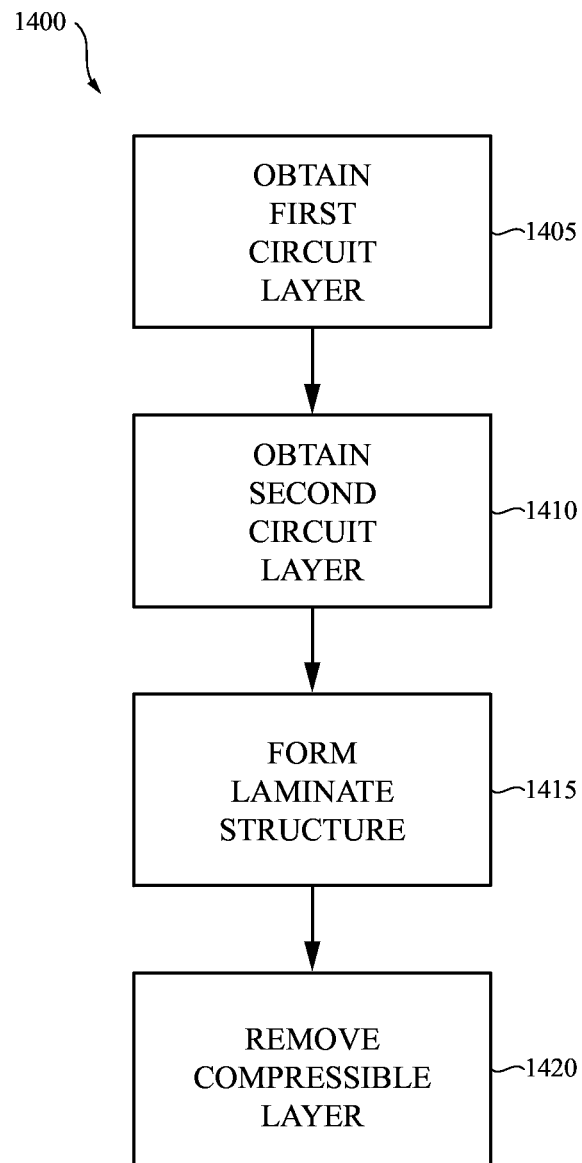 1400
OBTAIN
FIRST
CIRCUIT
LAYER
1405
OBTAIN
SECOND
CIRCUIT
LAYER
1410
FORM
LAMINATE
STRUCTURE
1415
REMOVE
COMPRESSIBLE
LAYER
1420